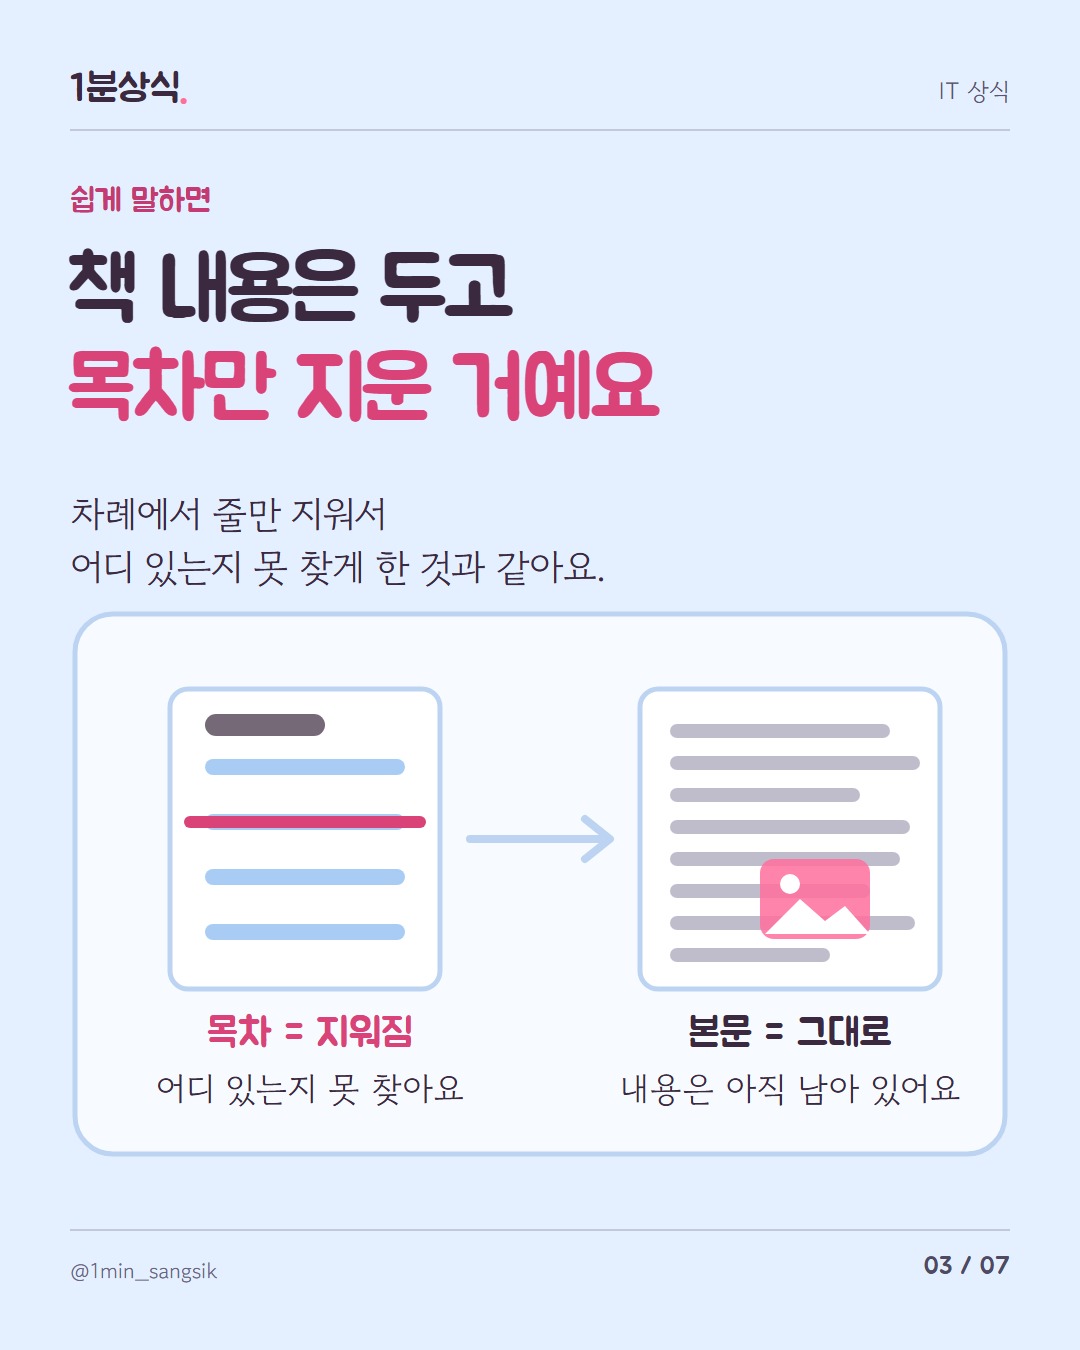 1분상식.
IT 상식
쉽게 말하면
책 내용은 두고
목차만 지운 거예요
차례에서 줄만 지워서
어디 있는지 못 찾게 한 것과 같아요.
목차 = 지워짐
어디 있는지 못 찾아요
본문 = 그대로
내용은 아직 남아 있어요
@1min_sangsik
03 / 07